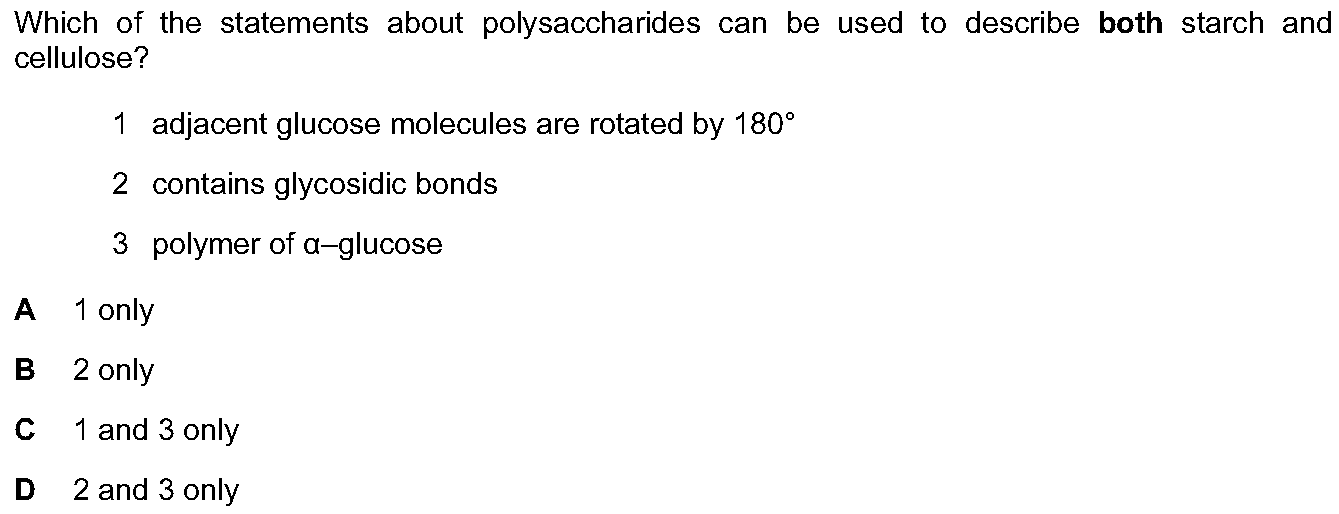 Which of the statements about polysaccharides can be used to describe both starch and
cellulose?
1 adjacent glucose molecules are rotated by 180°
2 contains glycosidic bonds
3 polymer of α–glucose
A 1 only
B 2 only
C 1 and 3 only
D 2 and 3 only